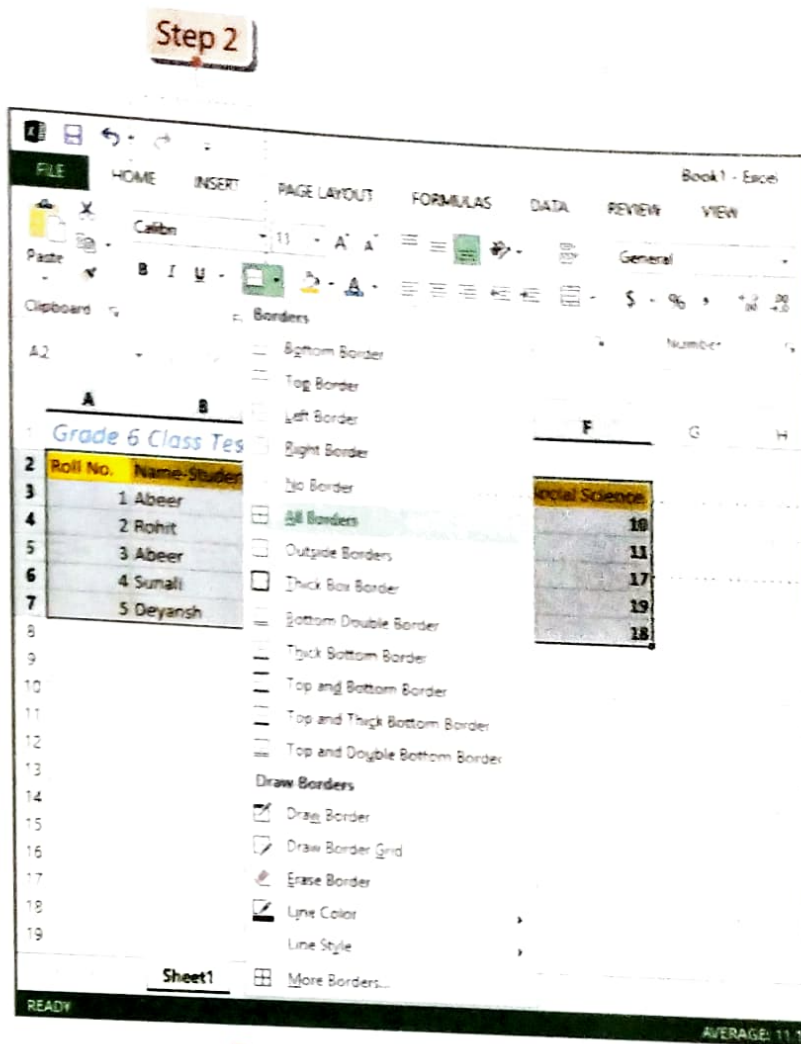 Step 2
Book1 - Excel
FILE HOME INSERT PAGE LAYOUT FORMULAS DATA REVIEW VIEW
Calibri 11 A A General
Paste B I U A $ % ,
Clipboard Number
A2
Borders
Bottom Border
Top Border
Left Border
Right Border
No Border
All Borders
Outside Borders
Thick Box Border
Bottom Double Border
Thick Bottom Border
Top and Bottom Border
Top and Thick Bottom Border
Top and Double Bottom Border
Draw Borders
Draw Border
Draw Border Grid
Erase Border
Line Color
Line Style
More Borders...
A B F G H
1 Grade 6 Class Tes
2 Roll No. Name-Studen ocial Science
3 1 Abeer 10
4 2 Rohit 11
5 3 Abeer 17
6 4 Sunali 19
7 5 Deyansh 18
8
9
10
11
12
13
14
15
16
17
18
19
Sheet1
READY AVERAGE: 11.1